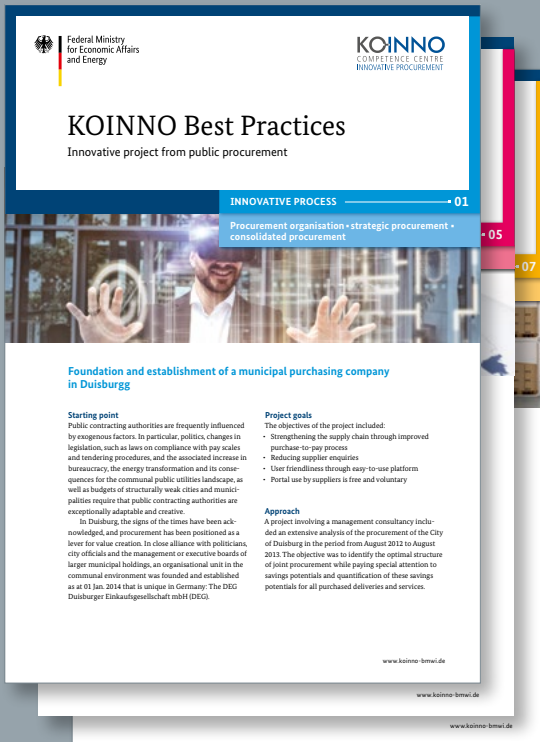 Federal Ministry
for Economic Affairs
and Energy
KOINNO
COMPETENCE CENTRE
INNOVATIVE PROCUREMENT
KOINNO Best Practices
Innovative project from public procurement
INNOVATIVE PROCESS 01
Procurement organisation • strategic procurement •
consolidated procurement
05
07
Foundation and establishment of a municipal purchasing company
in Duisburgg
Starting point
Public contracting authorities are frequently influenced
by exogenous factors. In particular, politics, changes in
legislation, such as laws on compliance with pay scales
and tendering procedures, and the associated increase in
bureaucracy, the energy transformation and its conse-
quences for the communal public utilities landscape, as
well as budgets of structurally weak cities and munici-
palities require that public contracting authorities are
exceptionally adaptable and creative.
In Duisburg, the signs of the times have been ack-
nowledged, and procurement has been positioned as a
lever for value creation. In close alliance with politicians,
city officials and the management or executive boards of
larger municipal holdings, an organisational unit in the
communal environment was founded and established
as at 01 Jan. 2014 that is unique in Germany: The DEG
Duisburger Einkaufsgesellschaft mbH (DEG).
Project goals
The objectives of the project included:
• Strengthening the supply chain through improved
purchase-to-pay process
• Reducing supplier enquiries
• User friendliness through easy-to-use platform
• Portal use by suppliers is free and voluntary
Approach
A project involving a management consultancy inclu-
ded an extensive analysis of the procurement of the City
of Duisburg in the period from August 2012 to August
2013. The objective was to identify the optimal structure
of joint procurement while paying special attention to
savings potentials and quantification of these savings
potentials for all purchased deliveries and services.
www.koinno-bmwi.de
www.koinno-bmwi.de
www.koinno-bmwi.de